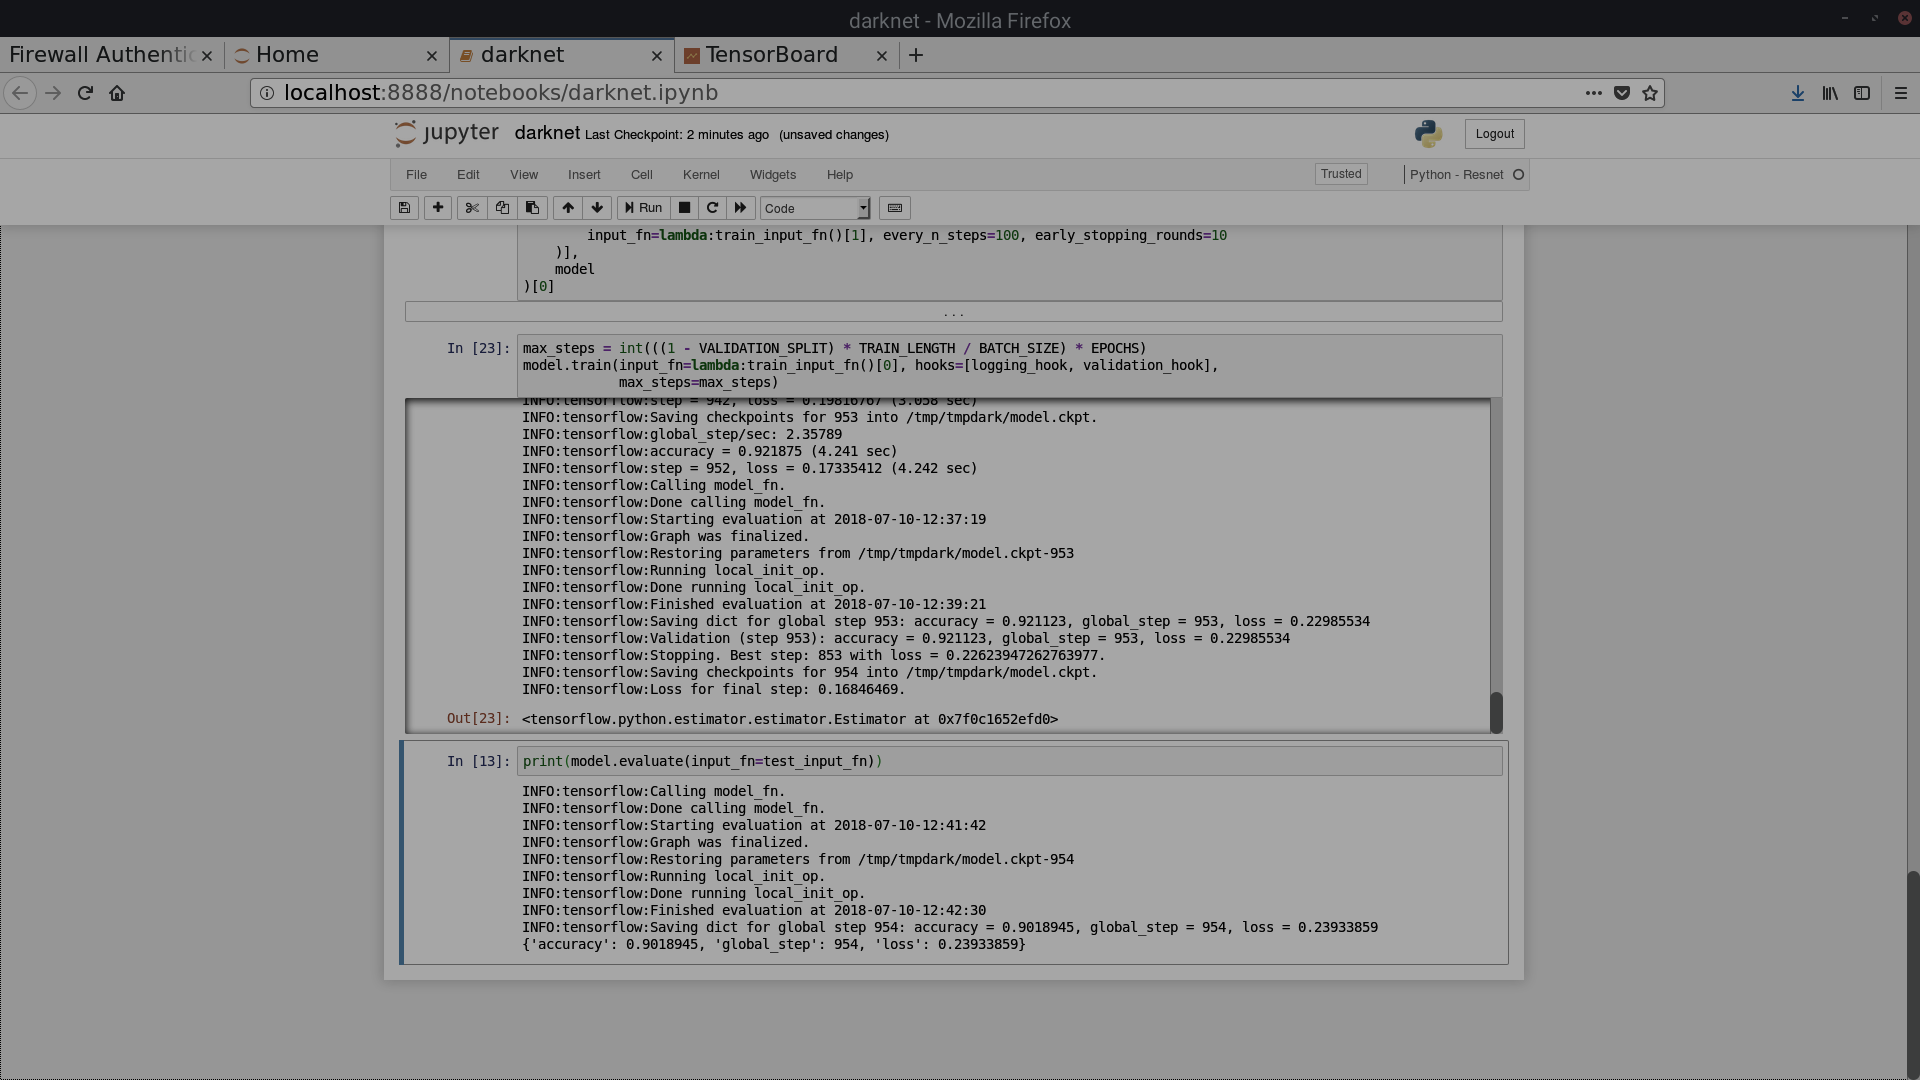 darknet - Mozilla Firefox
Firewall Authentic
Home
darknet
TensorBoard
localhost:8888/notebooks/darknet.ipynb
jupyter darknet Last Checkpoint: 2 minutes ago (unsaved changes)
Logout
File Edit View Insert Cell Kernel Widgets Help
Trusted
Python - Resnet
Run
Code
input_fn=lambda:train_input_fn()[1], every_n_steps=100, early_stopping_rounds=10
)],
model
)[0]
...
In [23]: max_steps = int(((1 - VALIDATION_SPLIT) * TRAIN_LENGTH / BATCH_SIZE) * EPOCHS)
model.train(input_fn=lambda:train_input_fn()[0], hooks=[logging_hook, validation_hook],
max_steps=max_steps)
INFO:tensorflow:step = 942, loss = 0.19816767 (3.058 sec)
INFO:tensorflow:Saving checkpoints for 953 into /tmp/tmpdark/model.ckpt.
INFO:tensorflow:global_step/sec: 2.35789
INFO:tensorflow:accuracy = 0.921875 (4.241 sec)
INFO:tensorflow:step = 952, loss = 0.17335412 (4.242 sec)
INFO:tensorflow:Calling model_fn.
INFO:tensorflow:Done calling model_fn.
INFO:tensorflow:Starting evaluation at 2018-07-10-12:37:19
INFO:tensorflow:Graph was finalized.
INFO:tensorflow:Restoring parameters from /tmp/tmpdark/model.ckpt-953
INFO:tensorflow:Running local_init_op.
INFO:tensorflow:Done running local_init_op.
INFO:tensorflow:Finished evaluation at 2018-07-10-12:39:21
INFO:tensorflow:Saving dict for global step 953: accuracy = 0.921123, global_step = 953, loss = 0.22985534
INFO:tensorflow:Validation (step 953): accuracy = 0.921123, global_step = 953, loss = 0.22985534
INFO:tensorflow:Stopping. Best step: 853 with loss = 0.22623947262763977.
INFO:tensorflow:Saving checkpoints for 954 into /tmp/tmpdark/model.ckpt.
INFO:tensorflow:Loss for final step: 0.16846469.
Out[23]: <tensorflow.python.estimator.estimator.Estimator at 0x7f0c1652efd0>
In [13]: print(model.evaluate(input_fn=test_input_fn))
INFO:tensorflow:Calling model_fn.
INFO:tensorflow:Done calling model_fn.
INFO:tensorflow:Starting evaluation at 2018-07-10-12:41:42
INFO:tensorflow:Graph was finalized.
INFO:tensorflow:Restoring parameters from /tmp/tmpdark/model.ckpt-954
INFO:tensorflow:Running local_init_op.
INFO:tensorflow:Done running local_init_op.
INFO:tensorflow:Finished evaluation at 2018-07-10-12:42:30
INFO:tensorflow:Saving dict for global step 954: accuracy = 0.9018945, global_step = 954, loss = 0.23933859
{'accuracy': 0.9018945, 'global_step': 954, 'loss': 0.23933859}